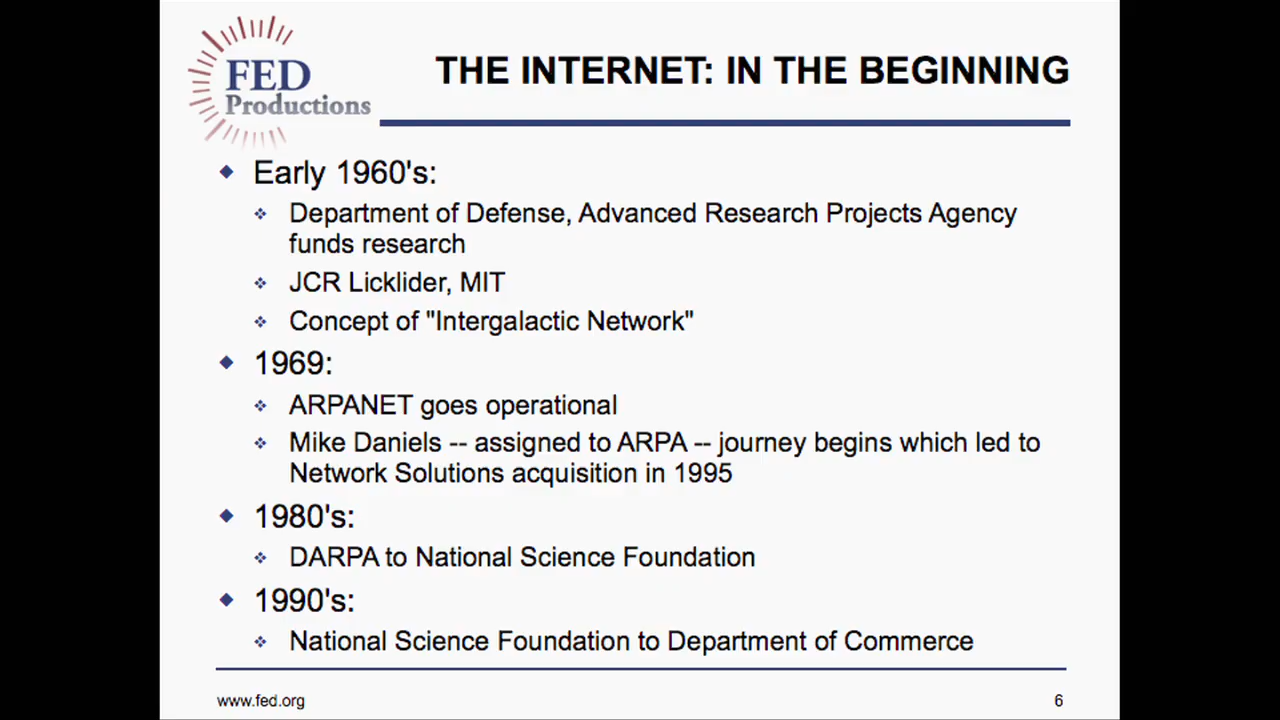 FED
Productions
THE INTERNET: IN THE BEGINNING
Early 1960's:
Department of Defense, Advanced Research Projects Agency
funds research
JCR Licklider, MIT
Concept of "Intergalactic Network"
1969:
ARPANET goes operational
Mike Daniels -- assigned to ARPA -- journey begins which led to
Network Solutions acquisition in 1995
1980's:
DARPA to National Science Foundation
1990's:
National Science Foundation to Department of Commerce
www.fed.org
6